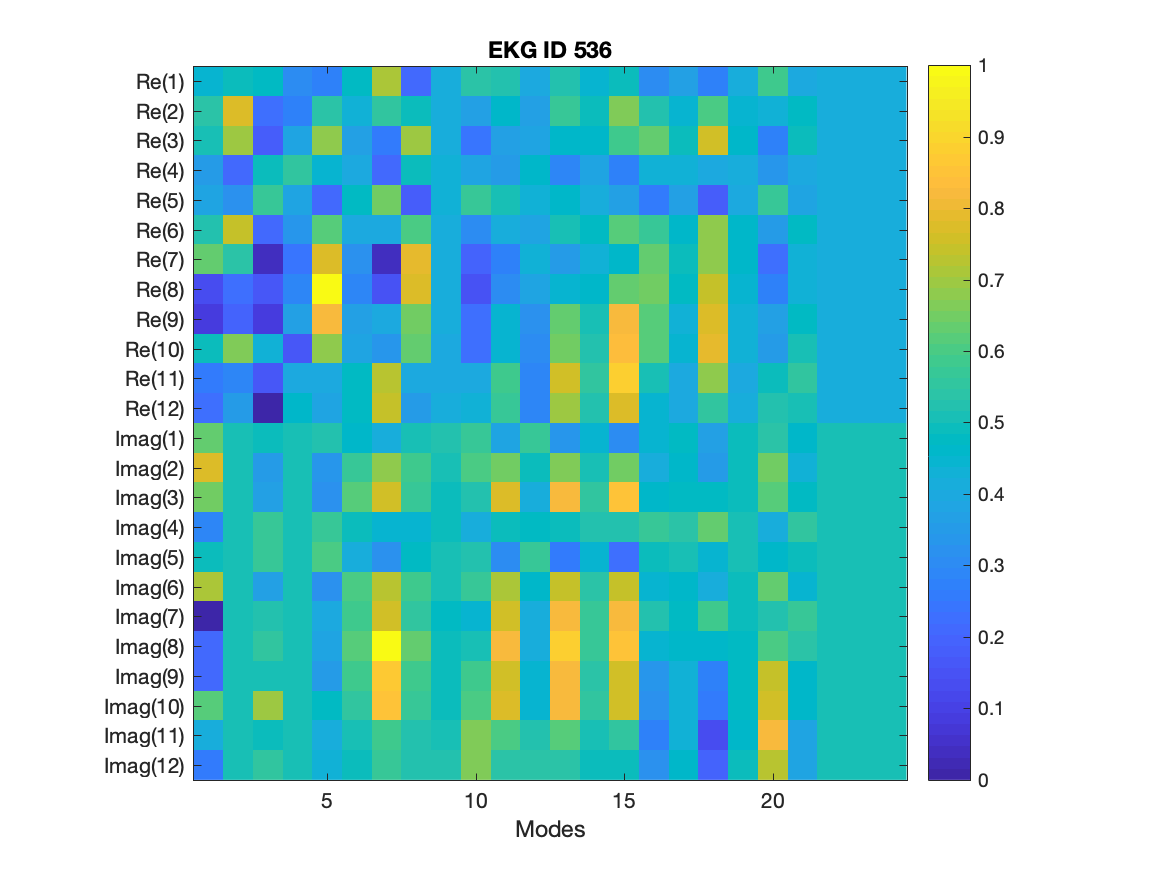 EKG ID 536
Re(1)
Re(2)
Re(3)
Re(4)
Re(5)
Re(6)
Re(7)
Re(8)
Re(9)
Re(10)
Re(11)
Re(12)
Imag(1)
Imag(2)
Imag(3)
Imag(4)
Imag(5)
Imag(6)
Imag(7)
Imag(8)
Imag(9)
Imag(10)
Imag(11)
Imag(12)
5 10 15 20
Modes
1
0.9
0.8
0.7
0.6
0.5
0.4
0.3
0.2
0.1
0